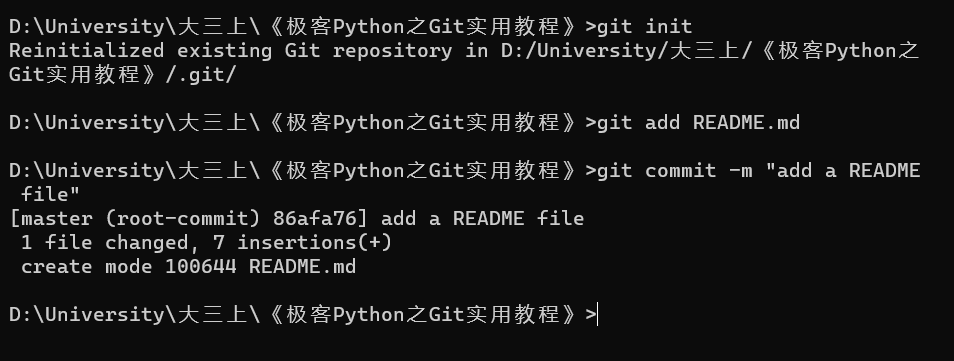 D:\University\大三上\《极客Python之Git实用教程》>git init
Reinitialized existing Git repository in D:/University/大三上/《极客Python之
Git实用教程》/.git/
D:\University\大三上\《极客Python之Git实用教程》>git add README.md
D:\University\大三上\《极客Python之Git实用教程》>git commit -m "add a README
file"
[master (root-commit) 86afa76] add a README file
1 file changed, 7 insertions(+)
create mode 100644 README.md
D:\University\大三上\《极客Python之Git实用教程》>